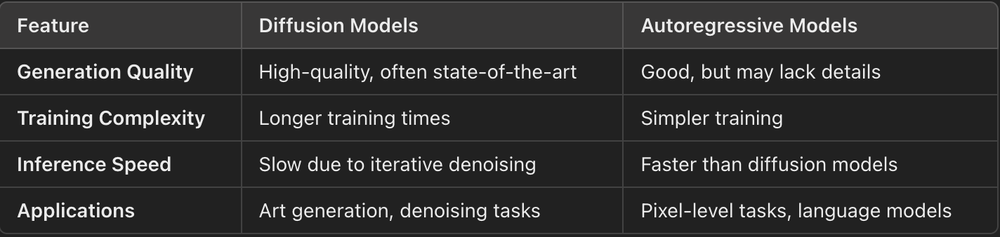 Feature Diffusion Models Autoregressive Models
Generation Quality High-quality, often state-of-the-art Good, but may lack details
Training Complexity Longer training times Simpler training
Inference Speed Slow due to iterative denoising Faster than diffusion models
Applications Art generation, denoising tasks Pixel-level tasks, language models